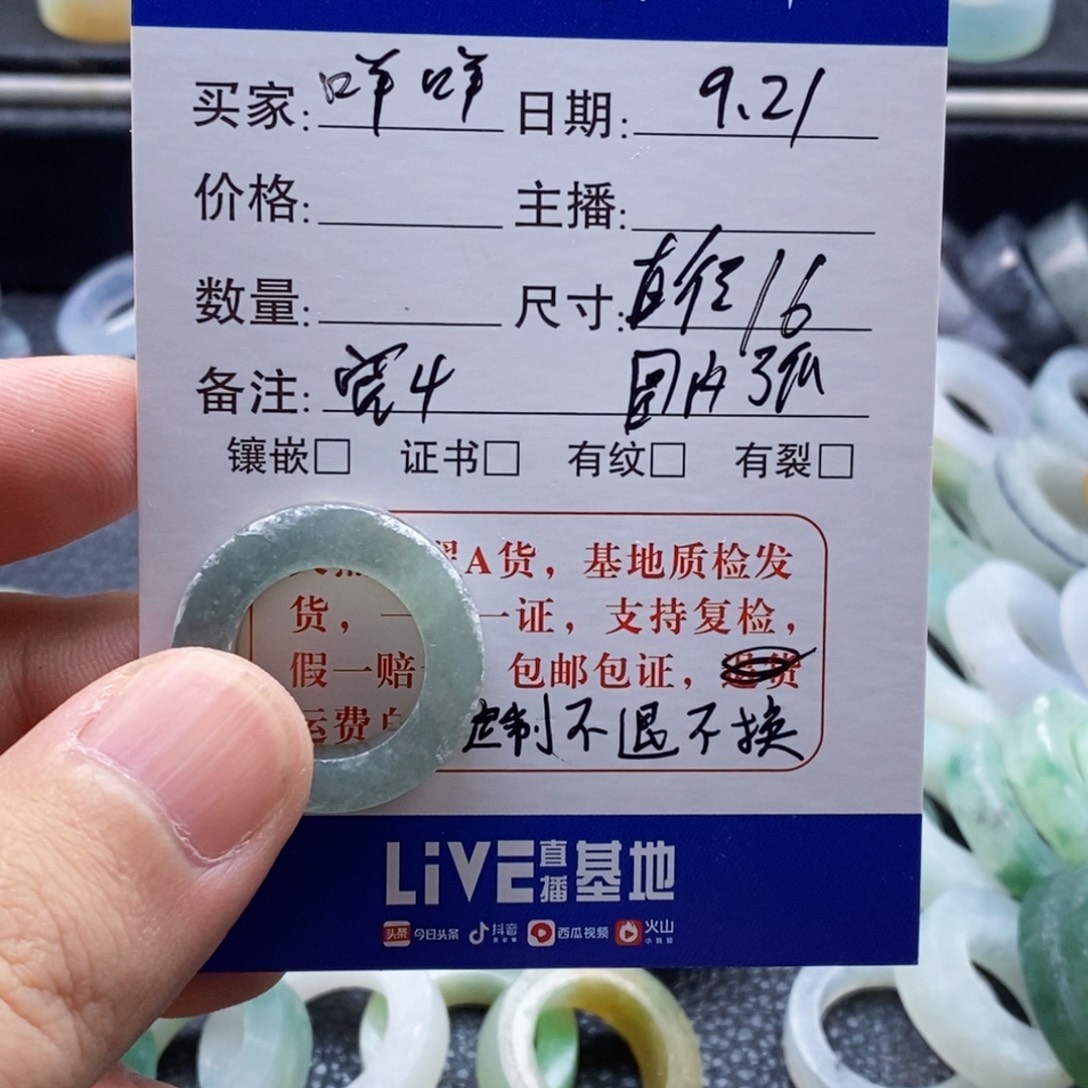 买家: 咩咩 日期: 9.21
价格: 主播:
数量: 尺寸: 直径16
备注: 宽4 圆内弧
镶嵌□ 证书□ 有纹□ 有裂□
A货，基地质检发
货，一 一证，支持复检，
假一赔 包邮包证，
运费 定制不退不换
LiVE直播基地
头条 今日头条 抖音 西瓜视频 火山